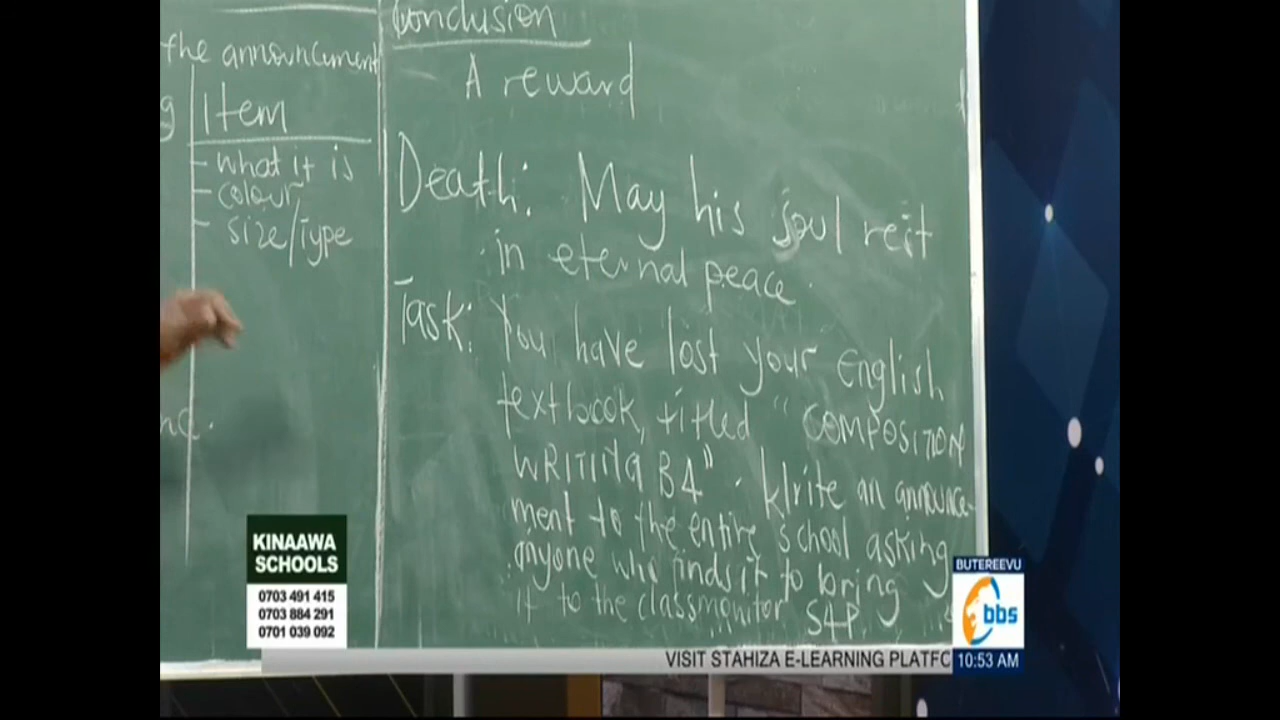 the announcement
g Item
- what it is
- colour
- size/Type
nc.
Conclusion
A reward
Death: May his soul rest
in eternal peace.
Task: You have lost your English
textbook, titled "COMPOSITION
WRITING B4". Write an announce-
ment to the entire school asking
anyone who finds it to bring
it to the classmonitor S4P
KINAAWA
SCHOOLS
0703 491 415
0703 884 291
0701 039 092
BUTEREEVU
bbs
VISIT STAHIZA E-LEARNING PLATFC
10:53 AM